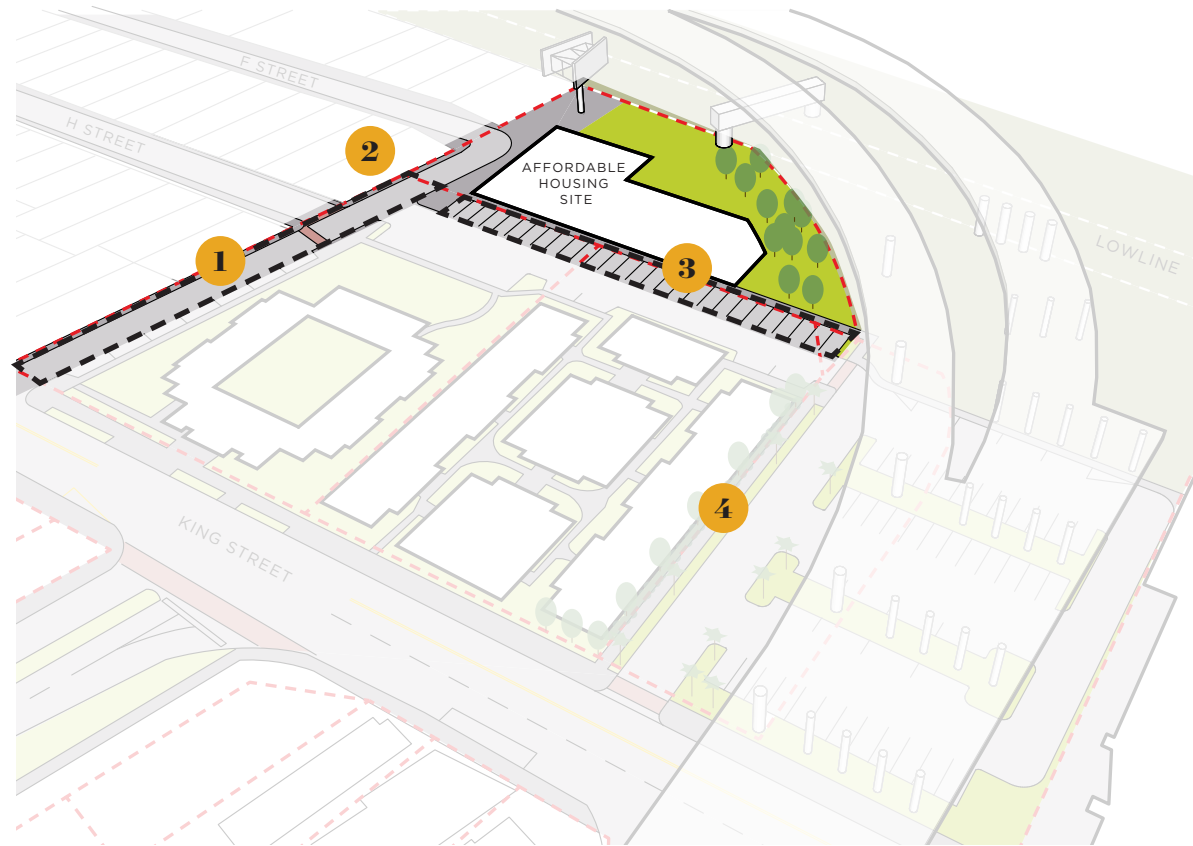 F STREET
H STREET
2
AFFORDABLE
HOUSING
SITE
1
3
LOWLINE
4
KING STREET